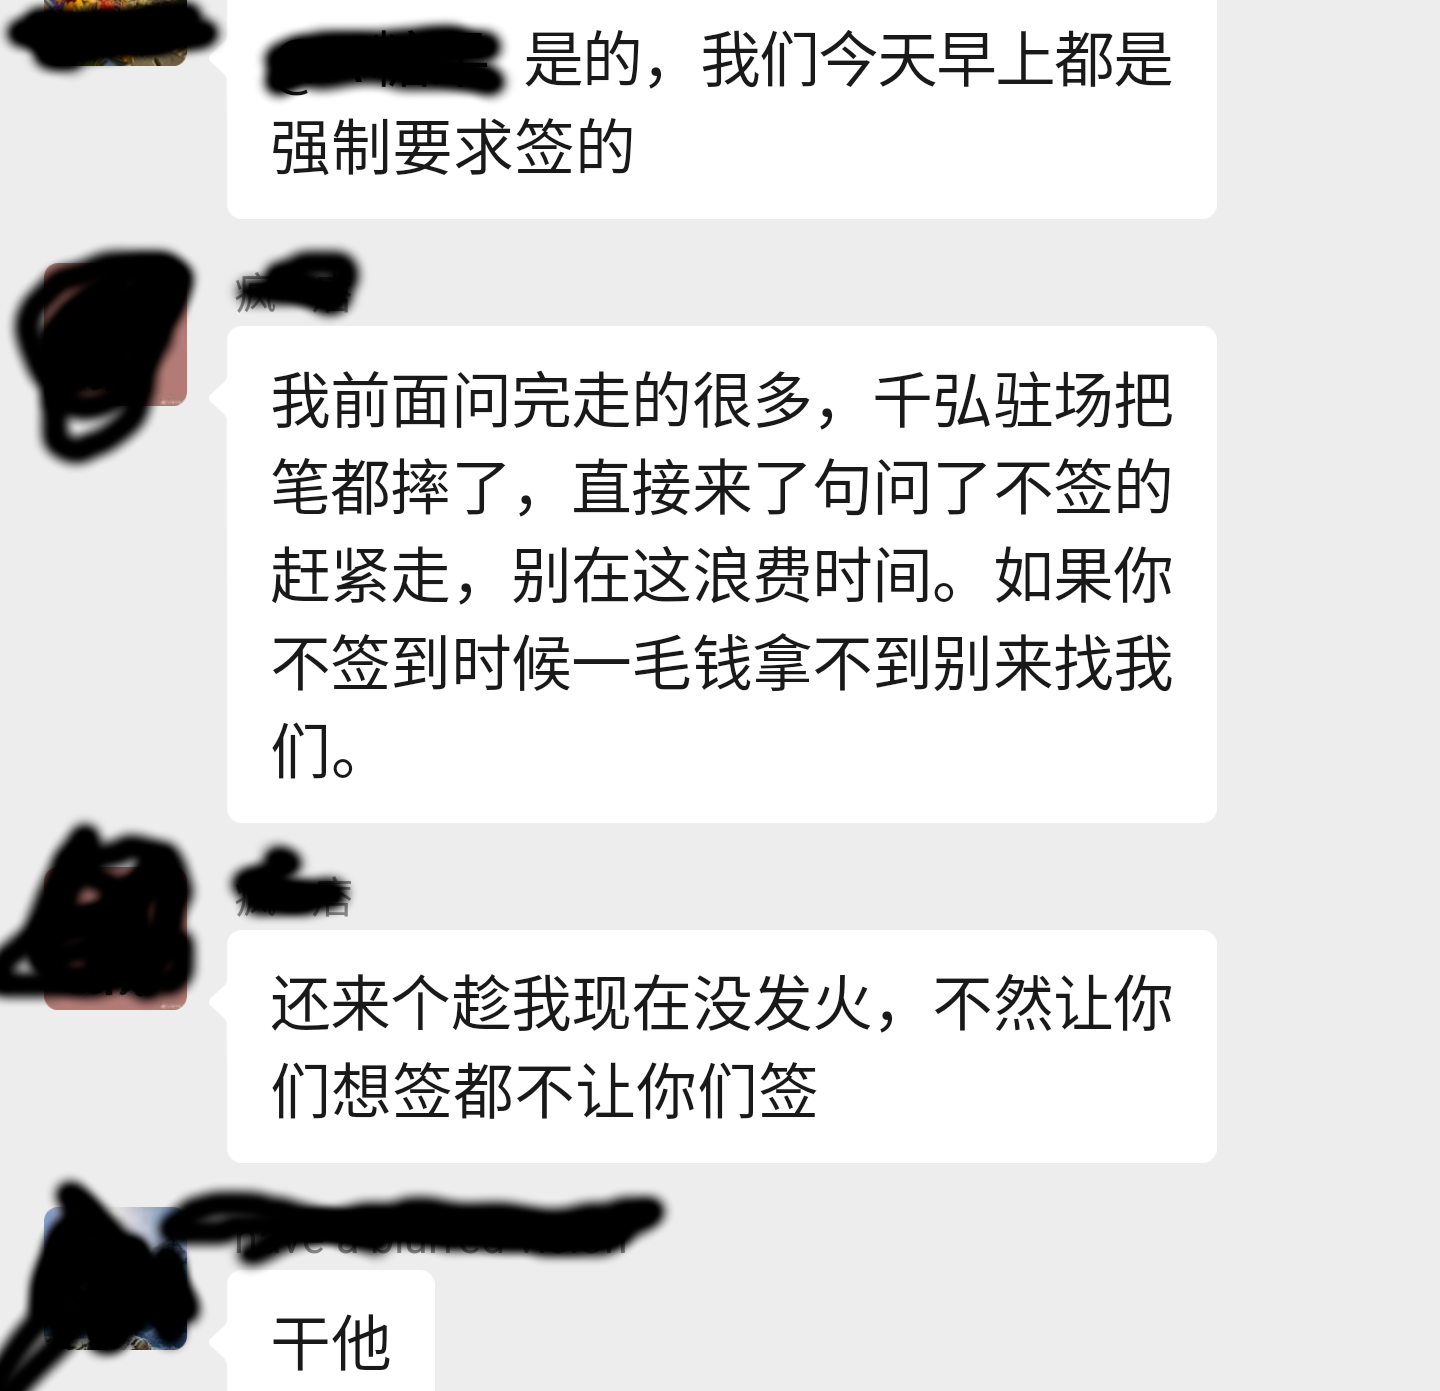 是的，我们今天早上都是
强制要求签的
我前面问完走的很多，千弘驻场把
笔都摔了，直接来了句问了不签的
赶紧走，别在这浪费时间。如果你
不签到时候一毛钱拿不到别来找我
们。
还来个趁我现在没发火，不然让你
们想签都不让你们签
干他